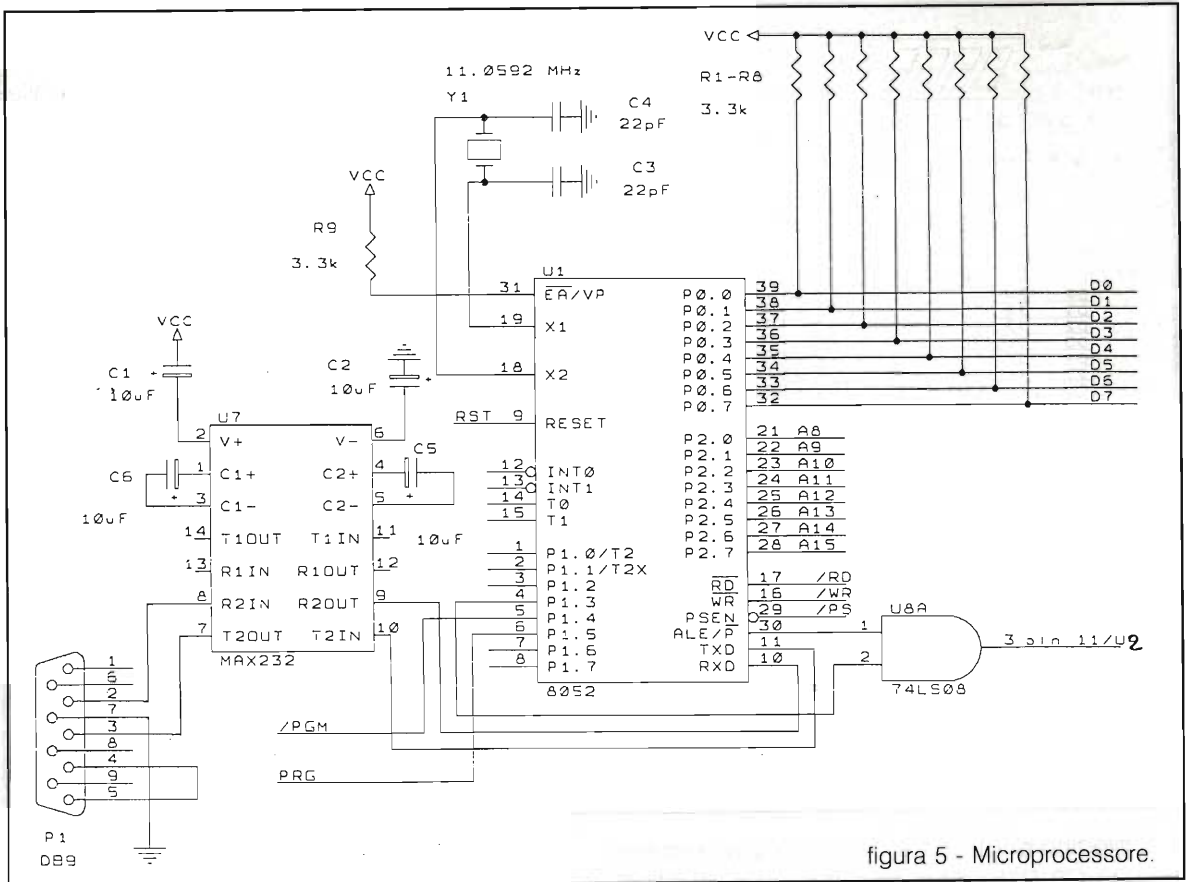 11.0592 MHz
Y1
C4
22pF
C3
22pF
VCC
R1-R8
3.3k
VCC
R9
3.3k
VCC
C1
+
10uF
C2
10uF
+
U7
2 V+
V- 6
1 C1+
C2+ 4
3 C1-
C2- 5
14 T1OUT
T1IN 11
13 R1IN
R1OUT 12
8 R2IN
R2OUT 9
7 T2OUT
T2IN 10
MAX232
C6
+
10uF
C5
+
10uF
U1
31 EA/VP
19 X1
18 X2
RST 9 RESET
12 INT0
13 INT1
14 T0
15 T1
1 P1.0/T2
2 P1.1/T2X
3 P1.2
4 P1.3
5 P1.4
6 P1.5
7 P1.6
8 P1.7
P0.0 39 D0
P0.1 38 D1
P0.2 37 D2
P0.3 36 D3
P0.4 35 D4
P0.5 34 D5
P0.6 33 D6
P0.7 32 D7
P2.0 21 A8
P2.1 22 A9
P2.2 23 A10
P2.3 24 A11
P2.4 25 A12
P2.5 26 A13
P2.6 27 A14
P2.7 28 A15
RD 17 /RD
WR 16 /WR
PSEN 29 /PS
ALE/P 30
TXD 11
RXD 10
8052
U8A
1
2
3 pin 11/U2
74LS08
/PGM
PRG
1
6
2
7
3
8
4
9
5
P1
DB9
figura 5 - Microprocessore.